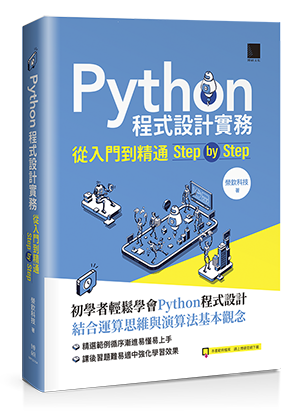 Python
程式設計實務
從入門到精通 Step by Step
榮欽科技
著
初學者輕鬆學會Python程式設計
結合運算思維與演算法基本觀念
精選範例循序漸進易懂易上手
課後習題難易適中強化學習效果
Python 程式設計實務
從入門到精通
Step by Step
榮欽科技 著
博碩